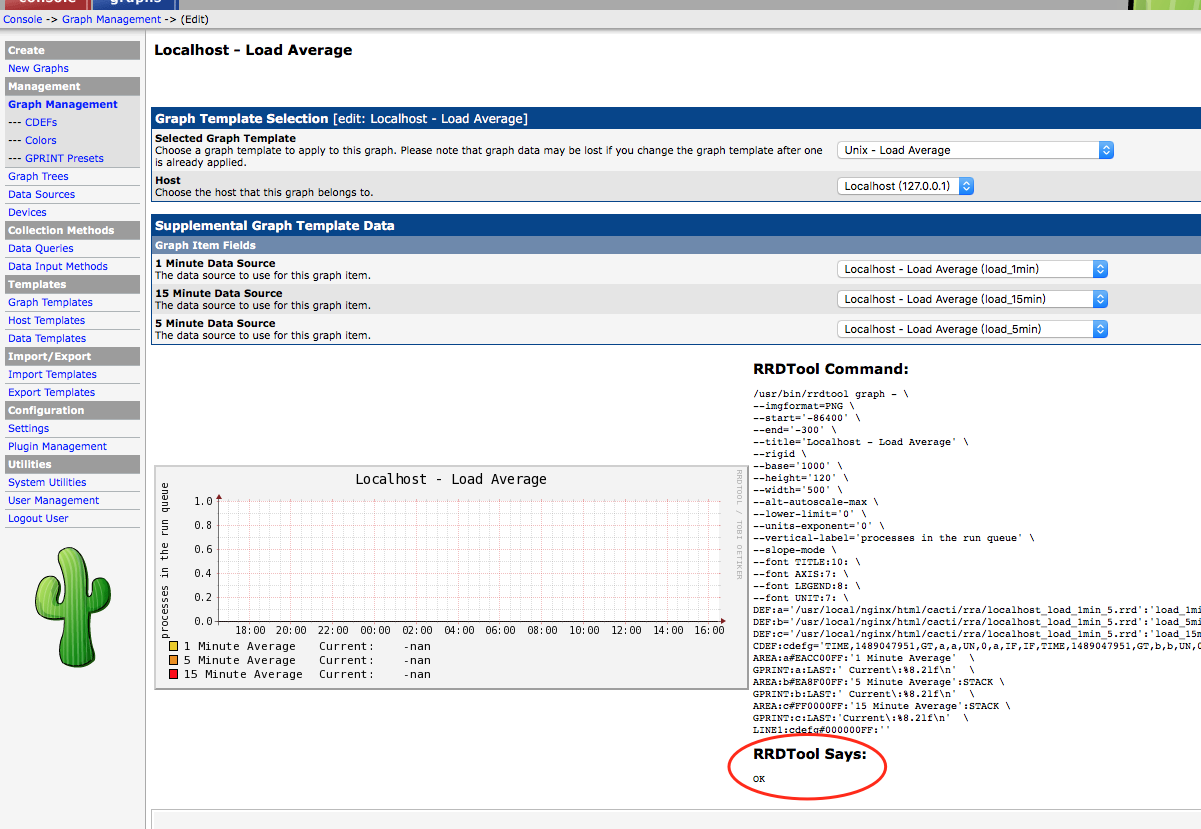 console graphs
Console -> Graph Management -> (Edit)
Create
New Graphs
Management
Graph Management
--- CDEFs
--- Colors
--- GPRINT Presets
Graph Trees
Data Sources
Devices
Collection Methods
Data Queries
Data Input Methods
Templates
Graph Templates
Host Templates
Data Templates
Import/Export
Import Templates
Export Templates
Configuration
Settings
Plugin Management
Utilities
System Utilities
User Management
Logout User
Localhost - Load Average
Graph Template Selection [edit: Localhost - Load Average]
Selected Graph Template
Choose a graph template to apply to this graph. Please note that graph data may be lost if you change the graph template after one
is already applied.
Unix - Load Average
Host
Choose the host that this graph belongs to.
Localhost (127.0.0.1)
Supplemental Graph Template Data
Graph Item Fields
1 Minute Data Source
The data source to use for this graph item.
Localhost - Load Average (load_1min)
15 Minute Data Source
The data source to use for this graph item.
Localhost - Load Average (load_15min)
5 Minute Data Source
The data source to use for this graph item.
Localhost - Load Average (load_5min)
Localhost - Load Average
processes in the run queue
1.0
0.8
0.6
0.4
0.2
0.0
18:00 20:00 22:00 00:00 02:00 04:00 06:00 08:00 10:00 12:00 14:00 16:00
1 Minute Average Current: -nan
5 Minute Average Current: -nan
15 Minute Average Current: -nan
RRDTOOL / TOBI OETIKER
RRDTool Command:
/usr/bin/rrdtool graph - \
--imgformat=PNG \
--start='-86400' \
--end='-300' \
--title='Localhost - Load Average' \
--rigid \
--base='1000' \
--height='120' \
--width='500' \
--alt-autoscale-max \
--lower-limit='0' \
--units-exponent='0' \
--vertical-label='processes in the run queue' \
--slope-mode \
--font TITLE:10: \
--font AXIS:7: \
--font LEGEND:8: \
--font UNIT:7: \
DEF:a='/usr/local/nginx/html/cacti/rra/localhost_load_1min_5.rrd':'load_1mi
DEF:b='/usr/local/nginx/html/cacti/rra/localhost_load_1min_5.rrd':'load_5mi
DEF:c='/usr/local/nginx/html/cacti/rra/localhost_load_1min_5.rrd':'load_15m
CDEF:cdefg='TIME,1489047951,GT,a,a,UN,0,a,IF,IF,TIME,1489047951,GT,b,b,UN,0
AREA:a#EACC00FF:'1 Minute Average' \
GPRINT:a:LAST:' Current\:%8.2lf\n' \
AREA:b#EA8F00FF:'5 Minute Average':STACK \
GPRINT:b:LAST:' Current\:%8.2lf\n' \
AREA:c#FF0000FF:'15 Minute Average':STACK \
GPRINT:c:LAST:'Current\:%8.2lf\n' \
LINE1:cdefg#000000FF:''
RRDTool Says:
OK